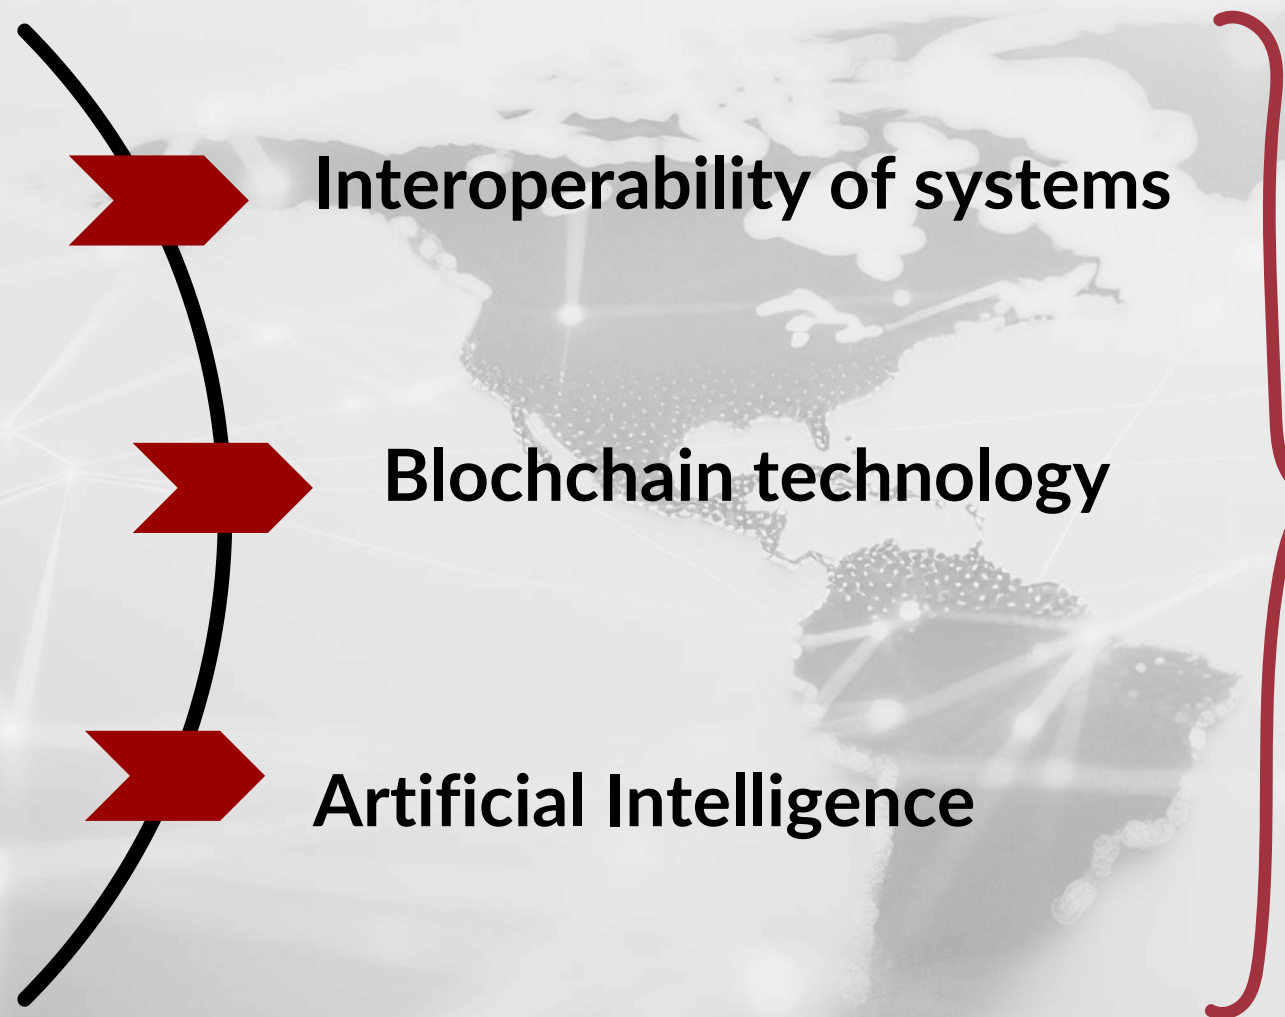 Interoperability of systems
Blochchain technology
Artificial Intelligence